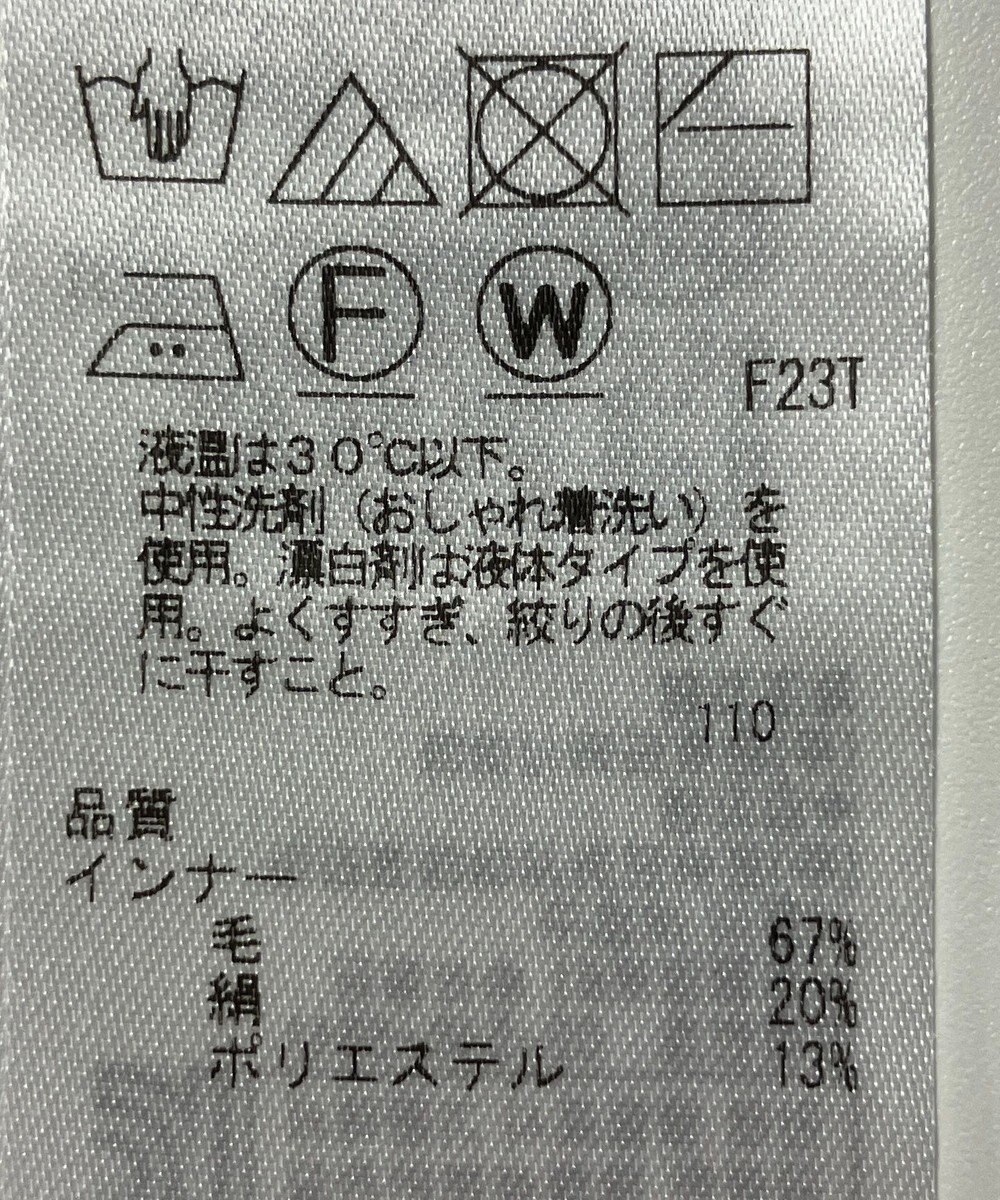 F
W
F23T
液温は30℃以下。
中性洗剤（おしゃれ着洗い）を
使用。漂白剤は液体タイプを使
用。よくすすぎ、絞りの後すぐ
に干すこと。
110
品質
インナー
毛 67%
絹 20%
ポリエステル 13%